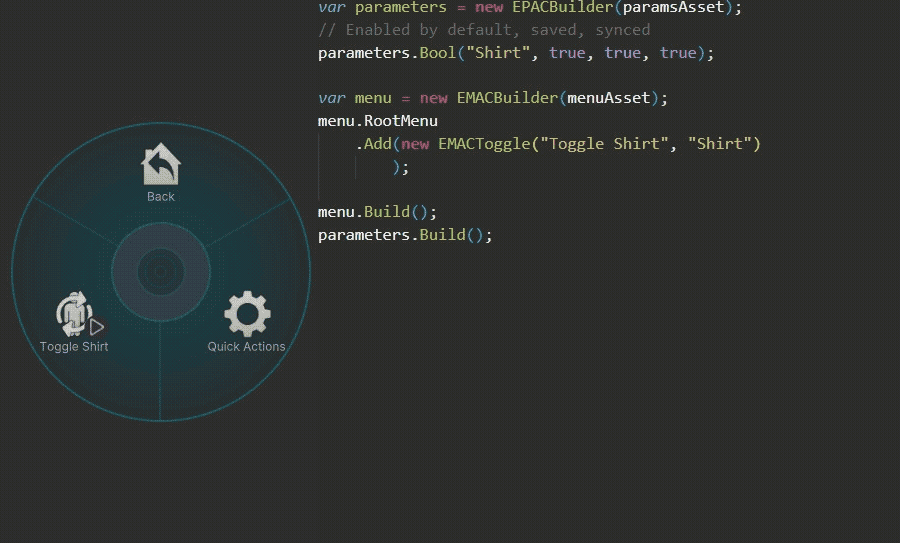 var parameters = new EPACBuilder(paramsAsset);
// Enabled by default, saved, synced
parameters.Bool("Shirt", true, true, true);
var menu = new EMACBuilder(menuAsset);
menu.RootMenu
.Add(new EMACToggle("Toggle Shirt", "Shirt")
);
menu.Build();
parameters.Build();
Back
Toggle Shirt
Quick Actions